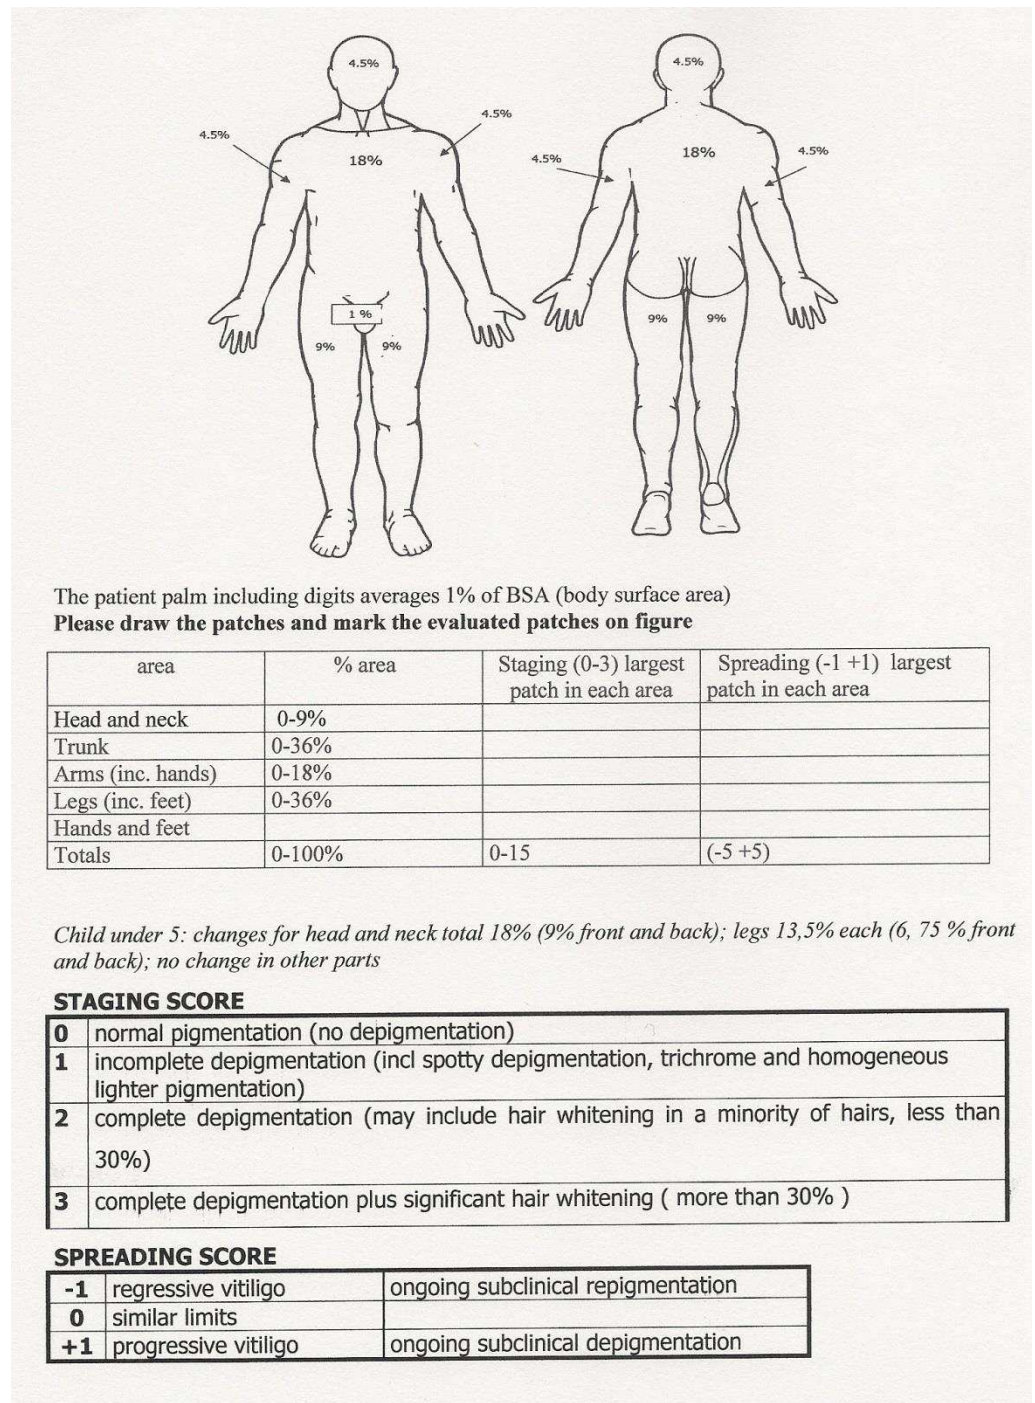 4.5%
4.5%
4.5%
4.5%
18%
4.5%
18%
4.5%
4.5%
1 %
9%
9%
9%
9%
The patient palm including digits averages 1% of BSA (body surface area)
Please draw the patches and mark the evaluated patches on figure
area % area Staging (0-3) largest patch in each area Spreading (-1 +1) largest patch in each area
Head and neck 0-9%
Trunk 0-36%
Arms (inc. hands) 0-18%
Legs (inc. feet) 0-36%
Hands and feet
Totals 0-100% 0-15 (-5 +5)
Child under 5: changes for head and neck total 18% (9% front and back); legs 13,5% each (6, 75 % front
and back); no change in other parts
STAGING SCORE
0 normal pigmentation (no depigmentation)
1 incomplete depigmentation (incl spotty depigmentation, trichrome and homogeneous
lighter pigmentation)
2 complete depigmentation (may include hair whitening in a minority of hairs, less than
30%)
3 complete depigmentation plus significant hair whitening ( more than 30% )
SPREADING SCORE
-1 regressive vitiligo ongoing subclinical repigmentation
0 similar limits
+1 progressive vitiligo ongoing subclinical depigmentation